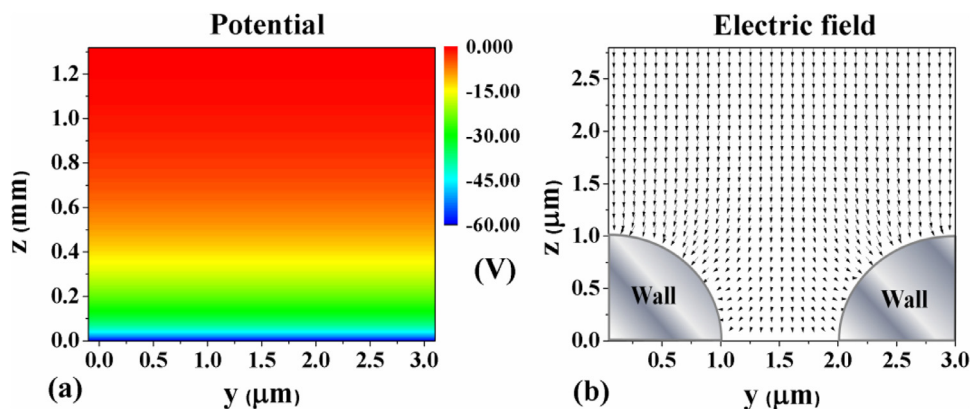 Potential
z (mm)
1.2
1.0
0.8
0.6
0.4
0.2
0.0
0.0 0.5 1.0 1.5 2.0 2.5 3.0
y (μm)
(a)
0.000
-15.00
-30.00
-45.00
-60.00
(V)
Electric field
z (μm)
2.5
2.0
1.5
1.0
0.5
0.0
0.5 1.0 1.5 2.0 2.5 3.0
y (μm)
(b)
Wall
Wall